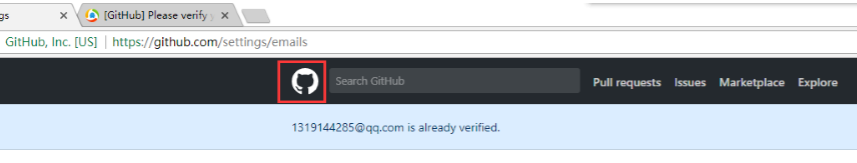 gs × [GitHub] Please verify y ×
GitHub, Inc. [US] | https://github.com/settings/emails
Search GitHub Pull requests Issues Marketplace Explore
1319144285@qq.com is already verified.